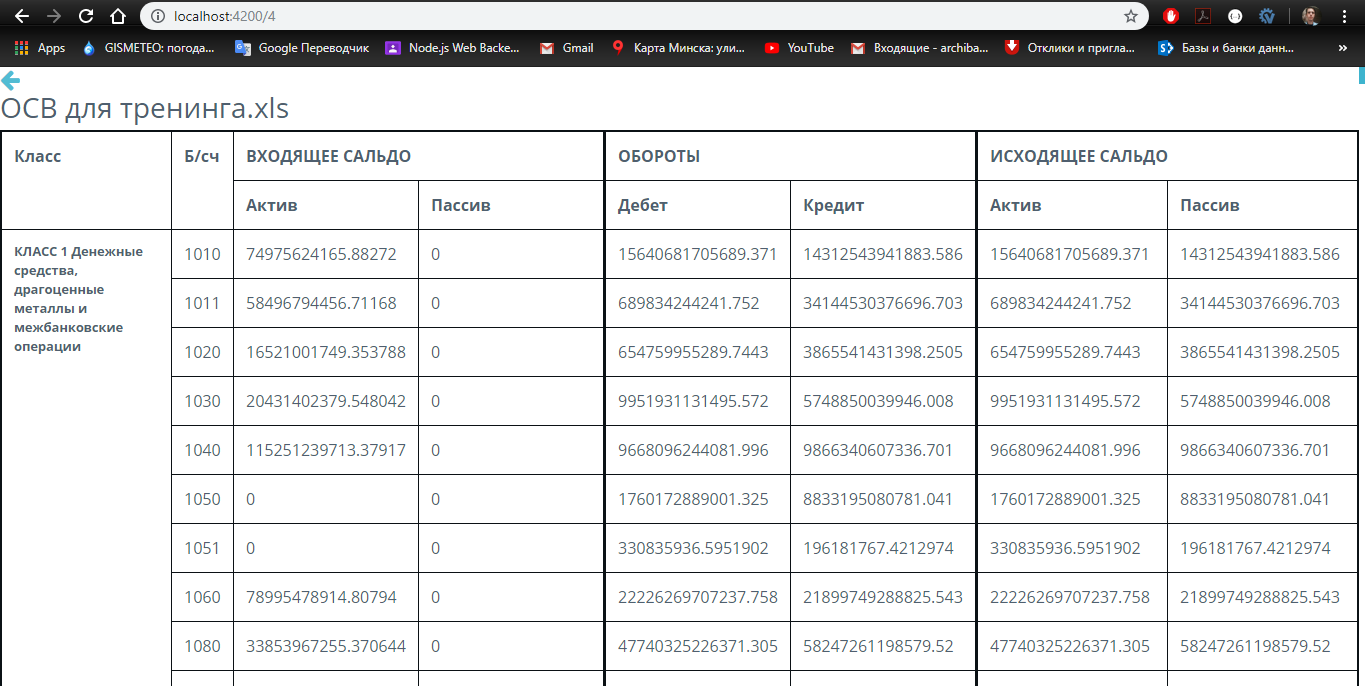 localhost:4200/4
Apps GISMETEO: погода... Google Переводчик Node.js Web Backe... Gmail Карта Минска: ули... YouTube Входящие - archiba... Отклики и пригла... Базы и банки данн... »
ОСВ для тренинга.xls
Класс Б/сч ВХОДЯЩЕЕ САЛЬДО ОБОРОТЫ ИСХОДЯЩЕЕ САЛЬДО
Актив Пассив Дебет Кредит Актив Пассив
КЛАСС 1 Денежные
средства,
драгоценные
металлы и
межбанковские
операции
1010 74975624165.88272 0 15640681705689.371 14312543941883.586 15640681705689.371 14312543941883.586
1011 58496794456.71168 0 689834244241.752 34144530376696.703 689834244241.752 34144530376696.703
1020 16521001749.353788 0 654759955289.7443 3865541431398.2505 654759955289.7443 3865541431398.2505
1030 20431402379.548042 0 9951931131495.572 5748850039946.008 9951931131495.572 5748850039946.008
1040 115251239713.37917 0 9668096244081.996 9866340607336.701 9668096244081.996 9866340607336.701
1050 0 0 1760172889001.325 8833195080781.041 1760172889001.325 8833195080781.041
1051 0 0 330835936.5951902 196181767.4212974 330835936.5951902 196181767.4212974
1060 78995478914.80794 0 22226269707237.758 21899749288825.543 22226269707237.758 21899749288825.543
1080 33853967255.370644 0 47740325226371.305 58247261198579.52 47740325226371.305 58247261198579.52